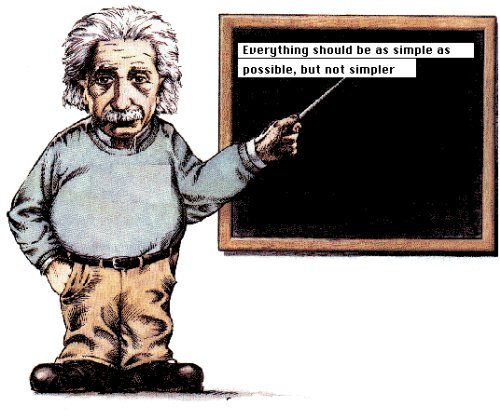 Everything should be as simple as
possible, but not simpler